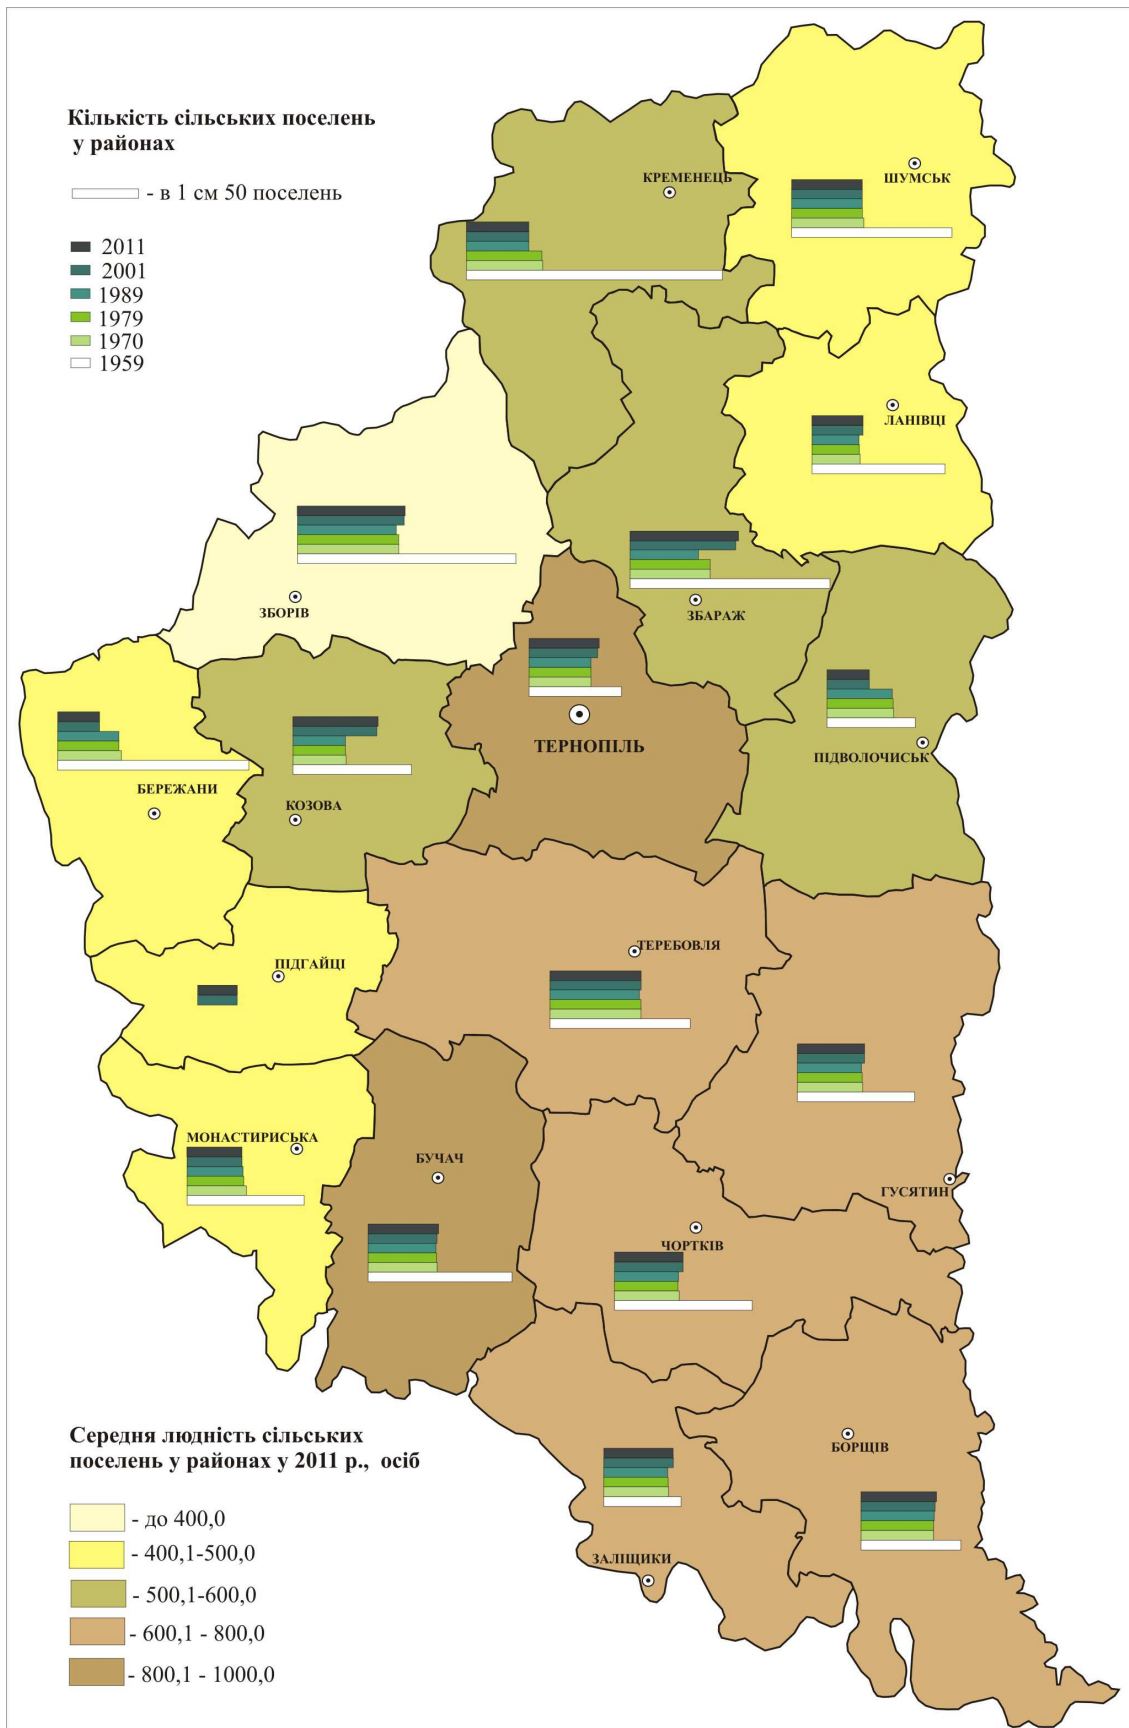 Кількість сільських поселень
у районах
- в 1 см 50 поселень
2011
2001
1989
1979
1970
1959
КРЕМЕНЕЦЬ
ШУМСЬК
ЛАНІВЦІ
ЗБОРІВ
ЗБАРАЖ
ТЕРНОПІЛЬ
ПІДВОЛОЧИСЬК
БЕРЕЖАНИ
КОЗОВА
ТЕРЕБОВЛЯ
ПІДГАЙЦІ
МОНАСТИРИСЬКА
БУЧАЧ
ГУСЯТИН
ЧОРТКІВ
БОРЩІВ
ЗАЛІЩИКИ
Середня людність сільських
поселень у районах у 2011 р., осіб
- до 400,0
- 400,1-500,0
- 500,1-600,0
- 600,1 - 800,0
- 800,1 - 1000,0